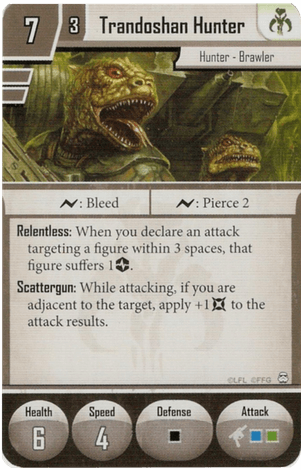 7
3
Trandoshan Hunter
Hunter - Brawler
: Bleed
: Pierce 2
Relentless: When you declare an attack
targeting a figure within 3 spaces, that
figure suffers 1.
Scattergun: While attacking, if you are
adjacent to the target, apply +1 to the
attack results.
©LFL ©FFG
Health
Speed
Defense
Attack
6
4